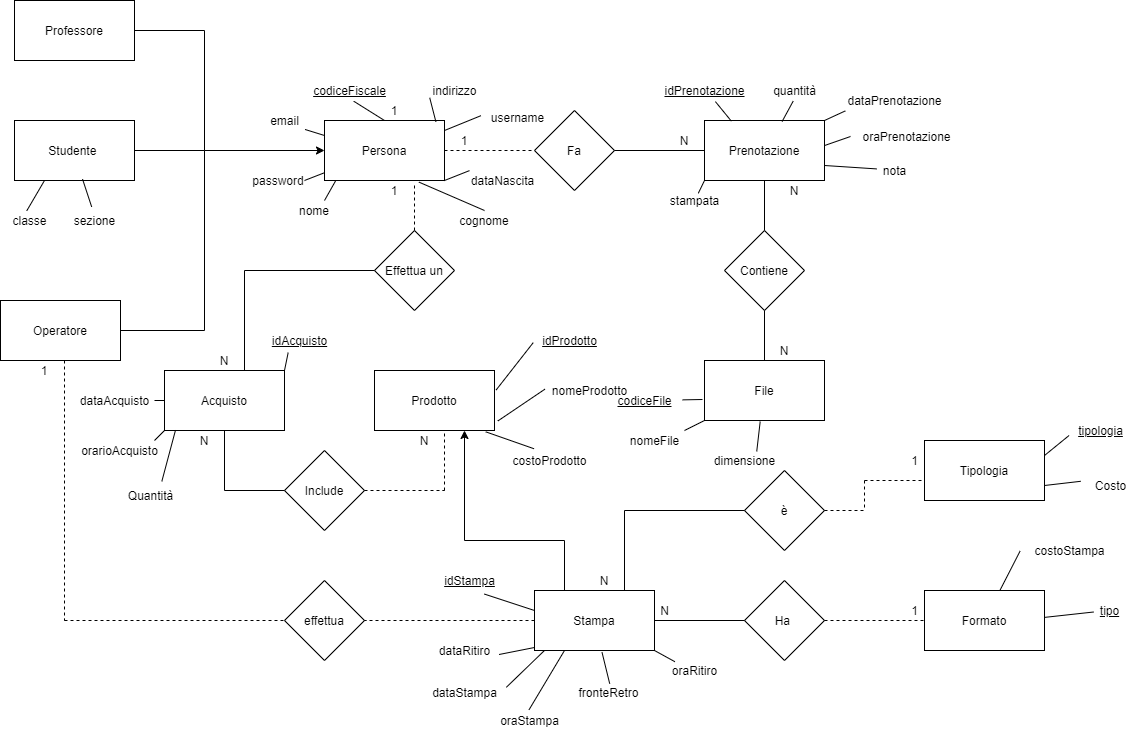 Professore
codiceFiscale
indirizzo
idPrenotazione
quantità
dataPrenotazione
1
email
username
oraPrenotazione
Studente
Persona
1
Fa
N
Prenotazione
nota
password
dataNascita
1
N
stampata
nome
cognome
classe
sezione
Effettua un
Contiene
Operatore
idAcquisto
idProdotto
N
N
1
nomeProdotto
File
dataAcquisto
Acquisto
Prodotto
codiceFile
N
N
nomeFile
tipologia
orarioAcquisto
costoProdotto
dimensione
1
Tipologia
Quantità
Include
Costo
è
costoStampa
idStampa
N
N
1
tipo
effettua
Stampa
Ha
Formato
dataRitiro
oraRitiro
dataStampa
fronteRetro
oraStampa